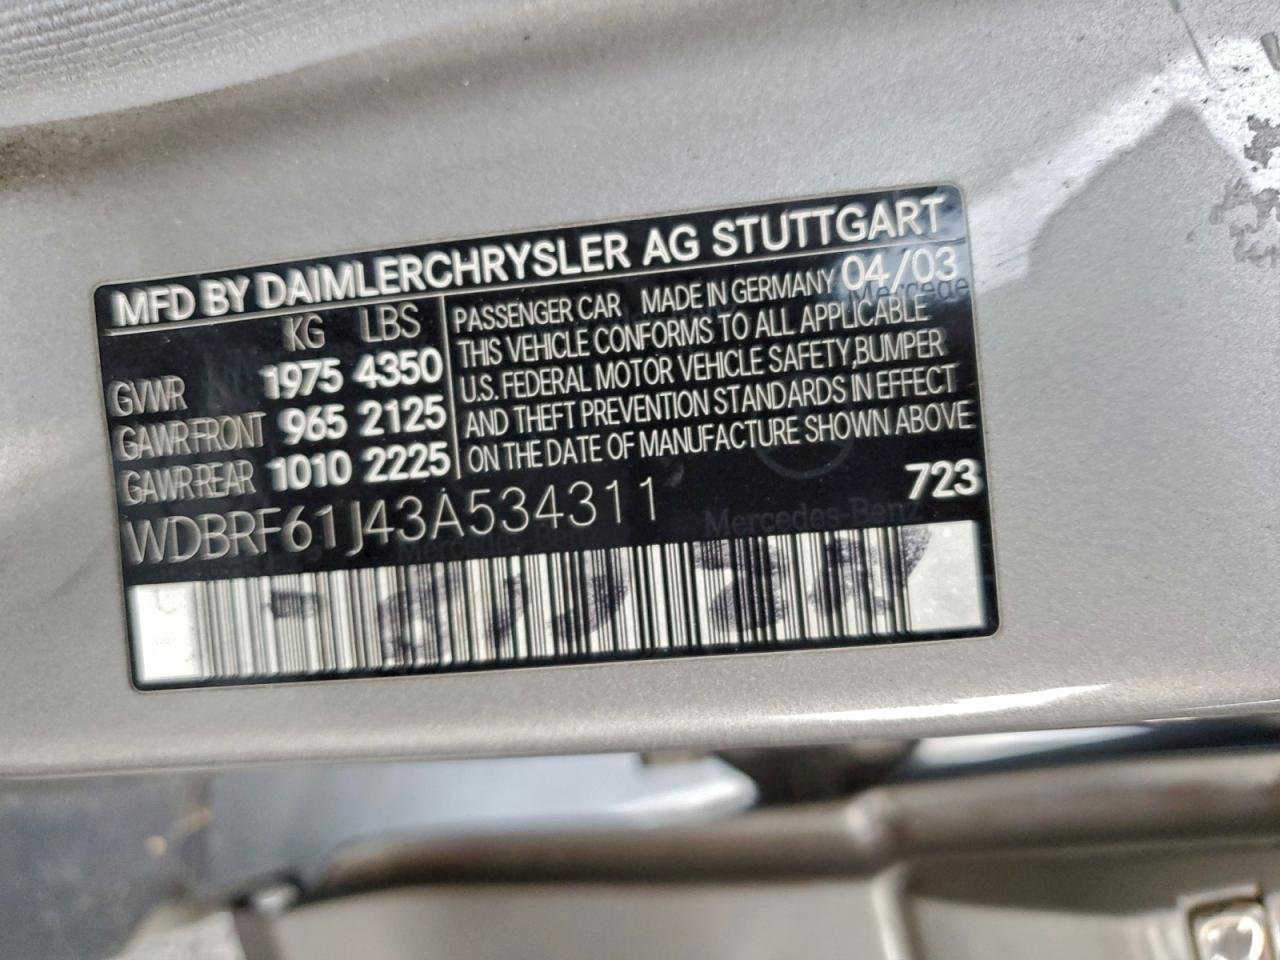 MFD BY DAIMLERCHRYSLER AG STUTTGART
KG LBS
GVWR 1975 4350
GAWR FRONT 965 2125
GAWR REAR 1010 2225
PASSENGER CAR MADE IN GERMANY 04/03
THIS VEHICLE CONFORMS TO ALL APPLICABLE
U.S. FEDERAL MOTOR VEHICLE SAFETY,BUMPER
AND THEFT PREVENTION STANDARDS IN EFFECT
ON THE DATE OF MANUFACTURE SHOWN ABOVE
723
WDBRF61J43A534311
Mercedes-Benz